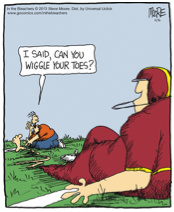 In the Bleachers © 2012 Steve Moore. Dist. by Universal Uclick
www.gocomics.com/inthebleachers
MOORE
I SAID, CAN YOU
WIGGLE YOUR TOES?